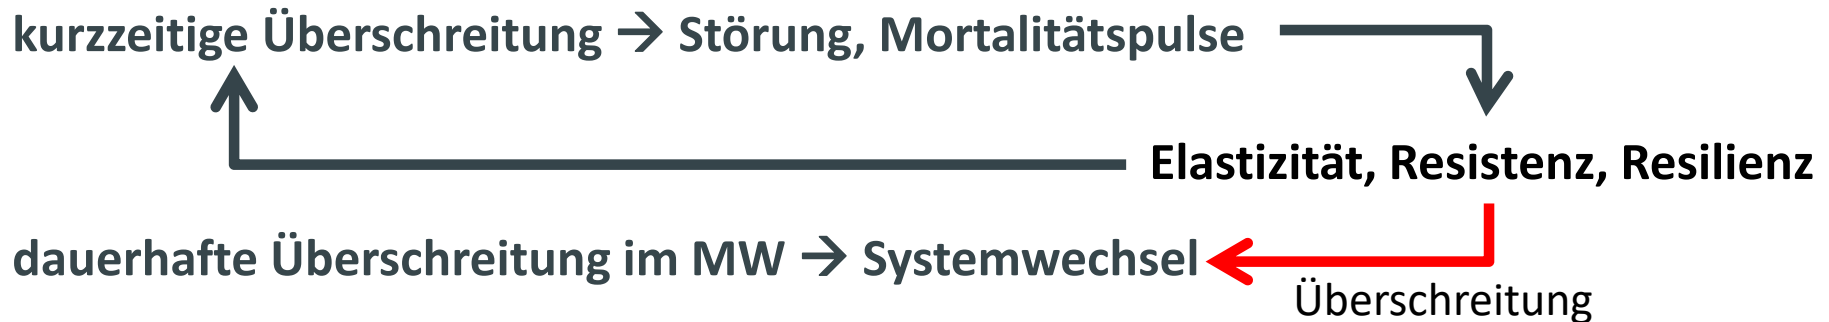 kurzzeitige Überschreitung → Störung, Mortalitätspulse
Elastizität, Resistenz, Resilienz
dauerhafte Überschreitung im MW → Systemwechsel
Überschreitung